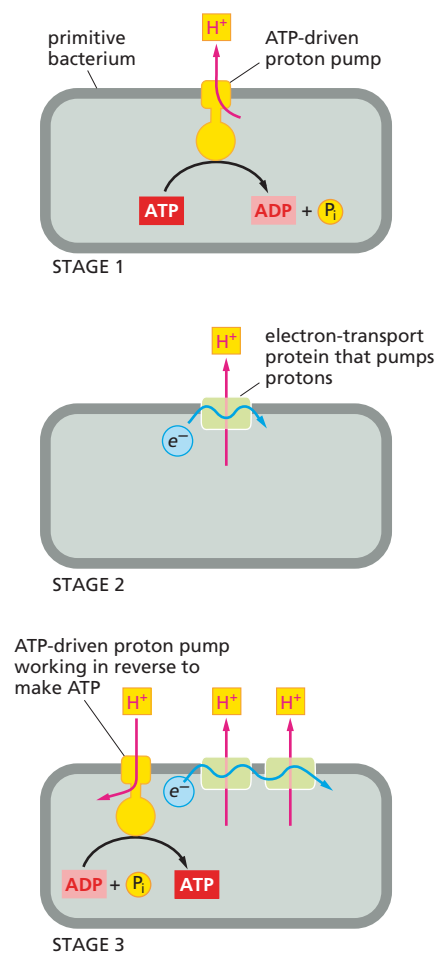 H⁺
primitive
bacterium
ATP-driven
proton pump
ATP
ADP + Pᵢ
STAGE 1
H⁺
electron-transport
protein that pumps
protons
e⁻
STAGE 2
ATP-driven proton pump
working in reverse to
make ATP
H⁺ H⁺ H⁺
e⁻
ADP + Pᵢ ATP
STAGE 3